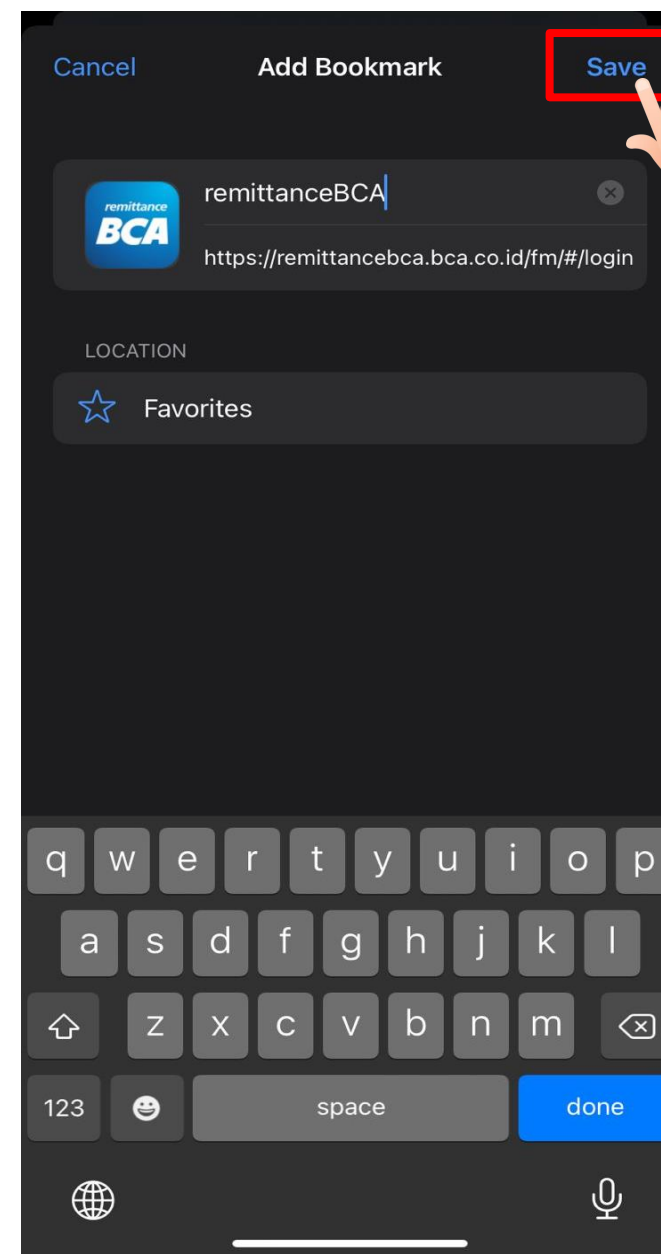 Cancel Add Bookmark Save
remittance
BCA
remittanceBCA
https://remittancebca.bca.co.id/fm/#/login
LOCATION
Favorites
q w e r t y u i o p
a s d f g h j k l
z x c v b n m
123 space done